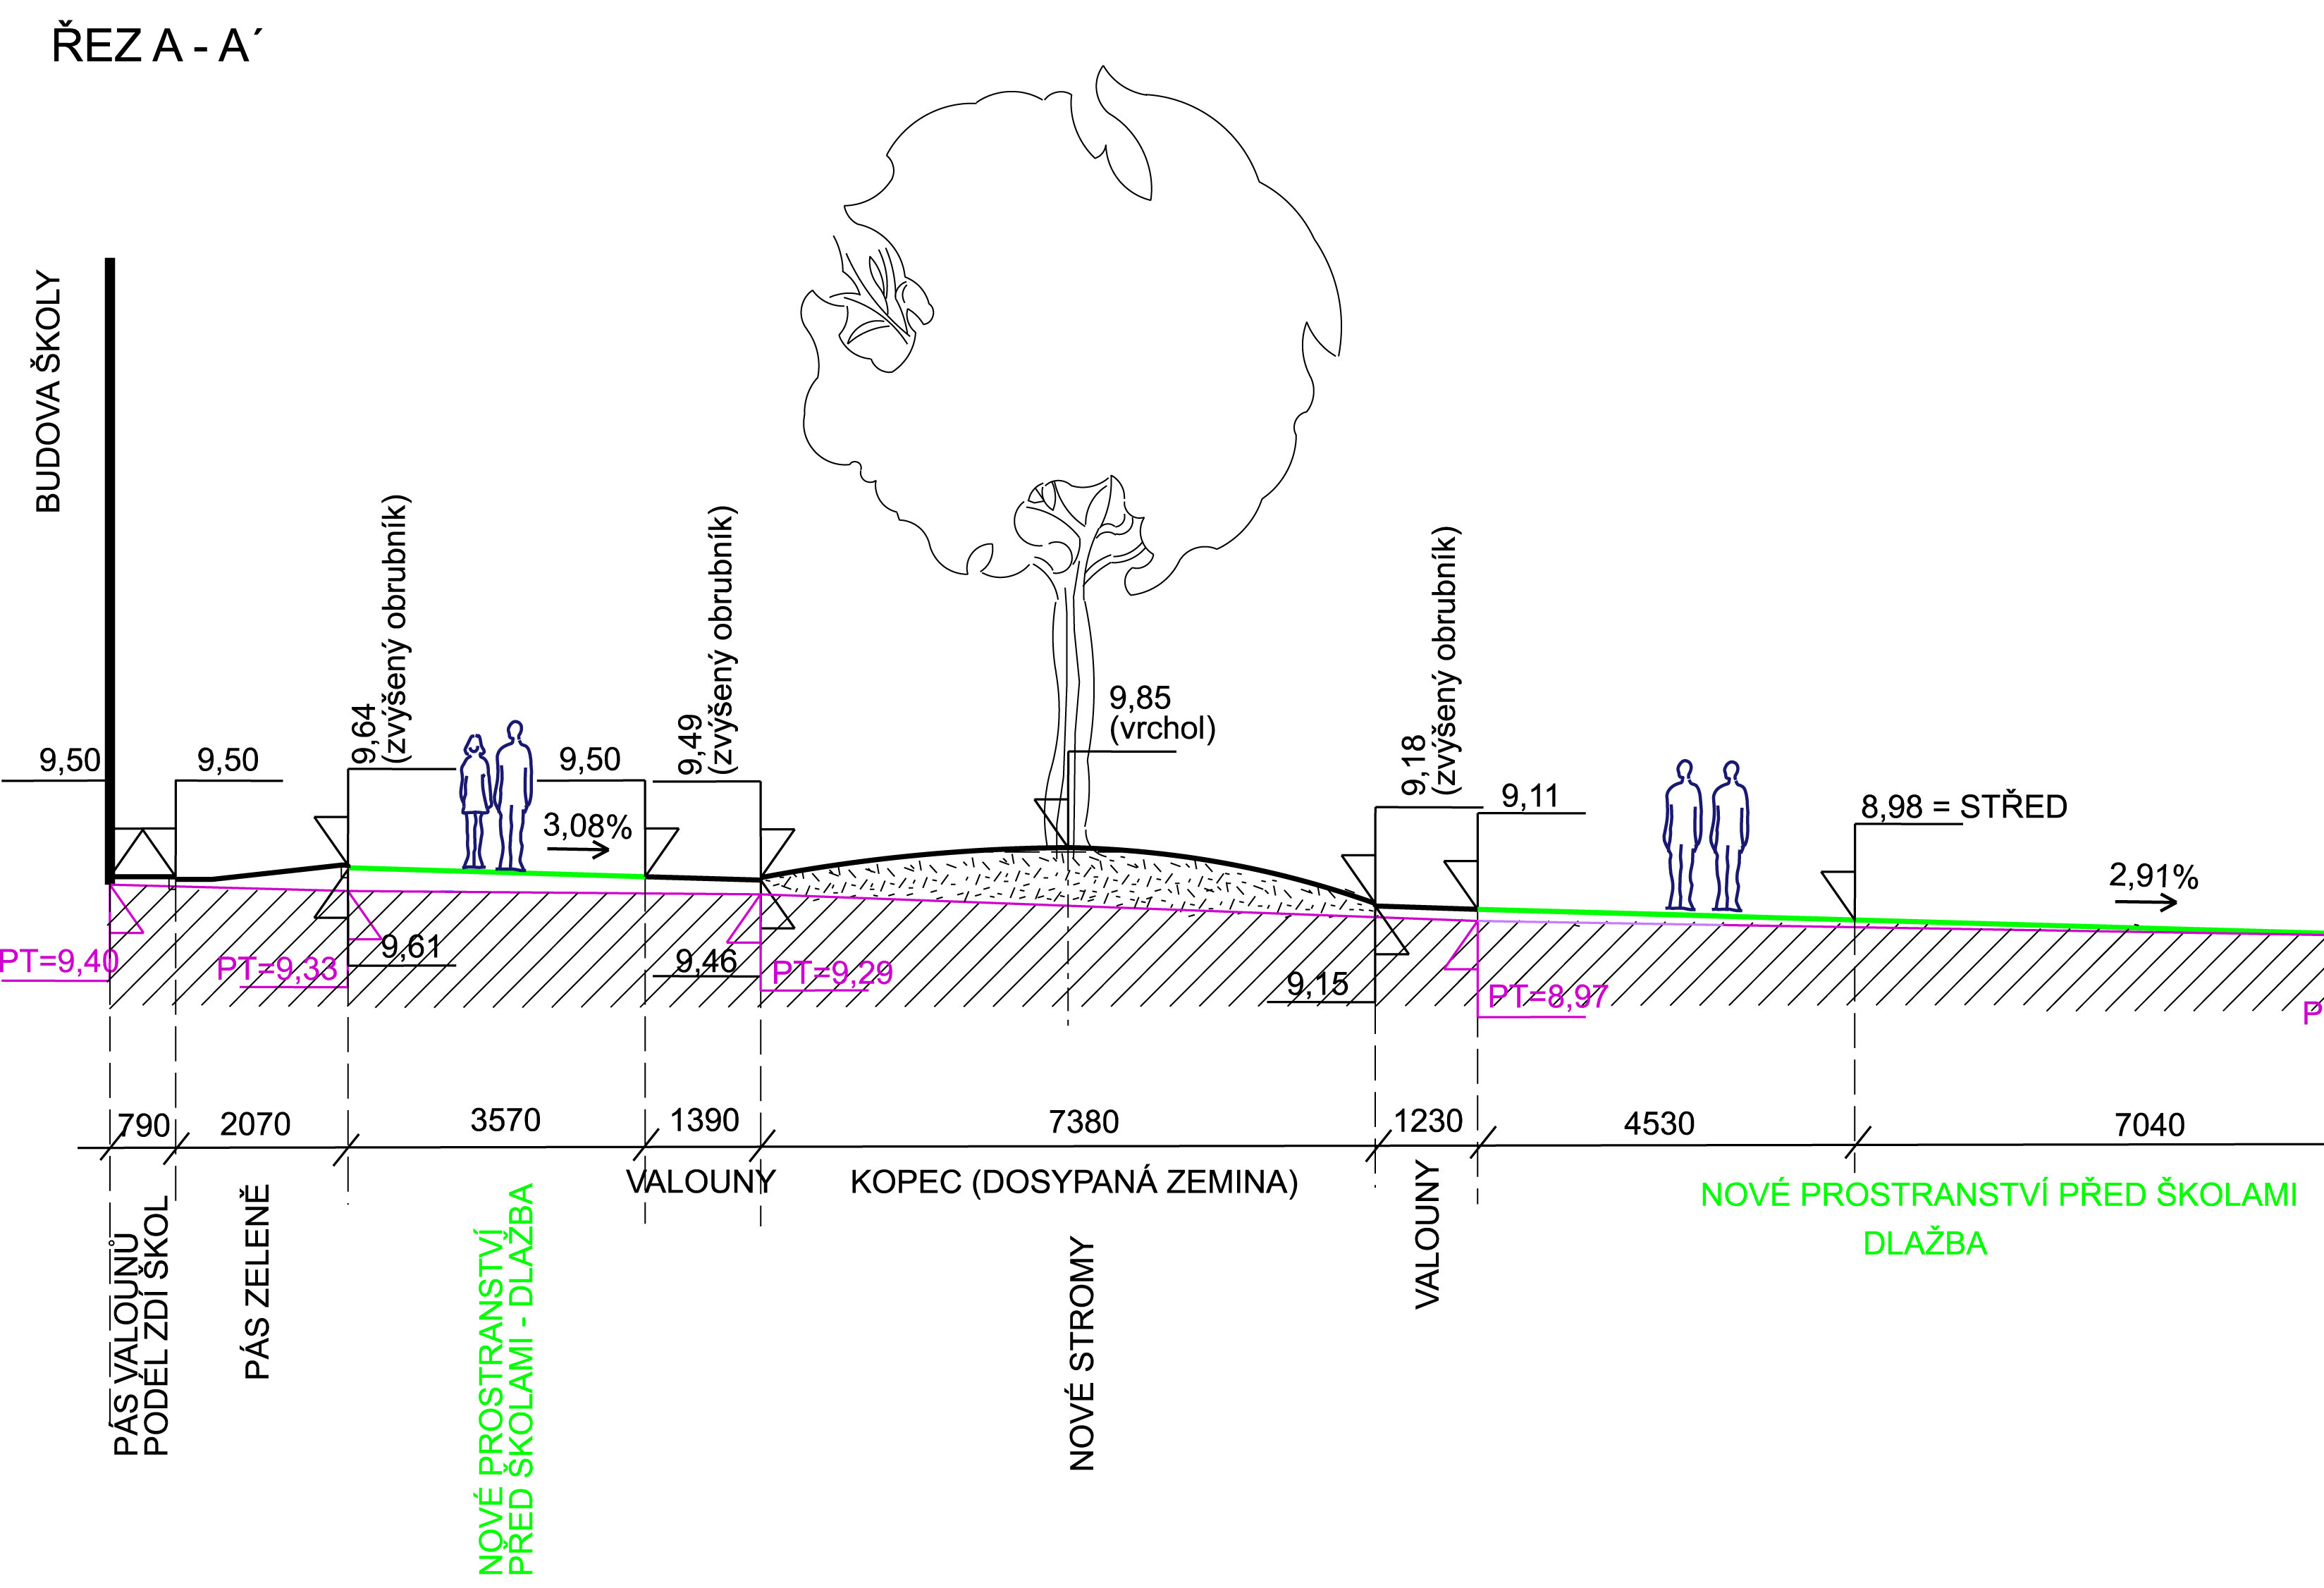 ŘEZ A - A´
BUDOVA ŠKOLY
9,50
9,50
9,64
(zvýšený obrubník)
9,50
3,08%
9,49
(zvýšený obrubník)
9,85
(vrchol)
9,18
(zvýšený obrubník)
9,11
8,98 = STŘED
2,91%
PT=9,40
PT=9,33
9,61
9,46
PT=9,29
9,15
PT=8,97
P
790
2070
3570
1390
7380
1230
4530
7040
PÁS VALOUNŮ
PODÉL ZDÍ ŠKOL
PÁS ZELENĚ
NOVÉ PROSTRANSTVÍ
PŘED ŠKOLAMI - DLAŽBA
VALOUNY
KOPEC (DOSYPANÁ ZEMINA)
NOVÉ STROMY
VALOUNY
NOVÉ PROSTRANSTVÍ PŘED ŠKOLAMI
DLAŽBA